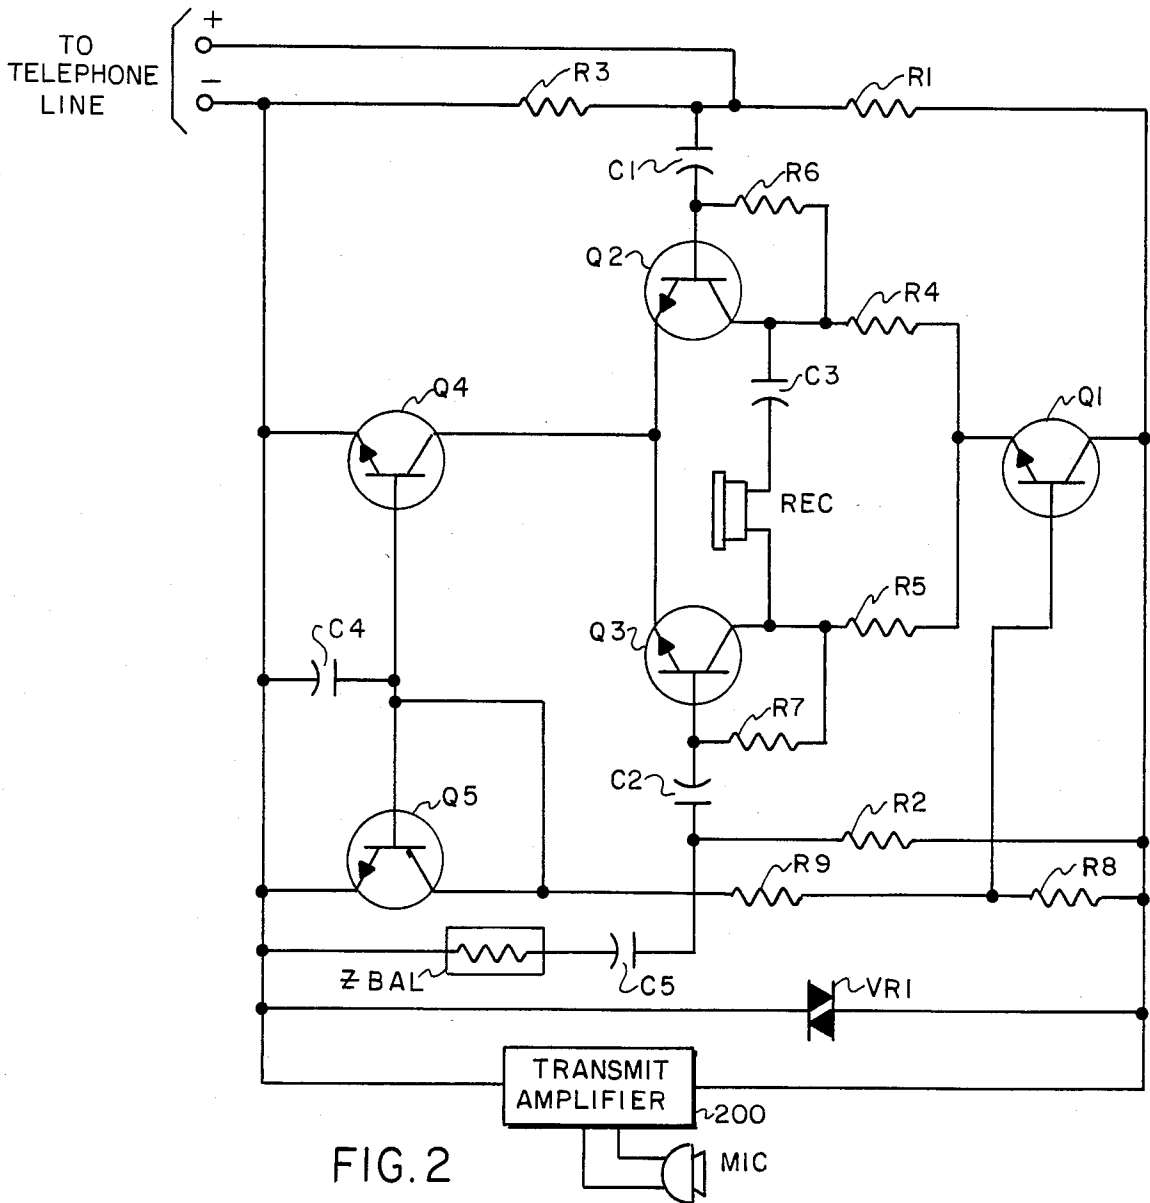 +
TO
TELEPHONE
LINE
−
R3
R1
C1
R6
Q2
R4
C3
Q4
Q1
REC
R5
Q3
C4
R7
C2
Q5
R2
R9
R8
Z BAL
C5
VR1
TRANSMIT
AMPLIFIER
200
MIC
FIG. 2